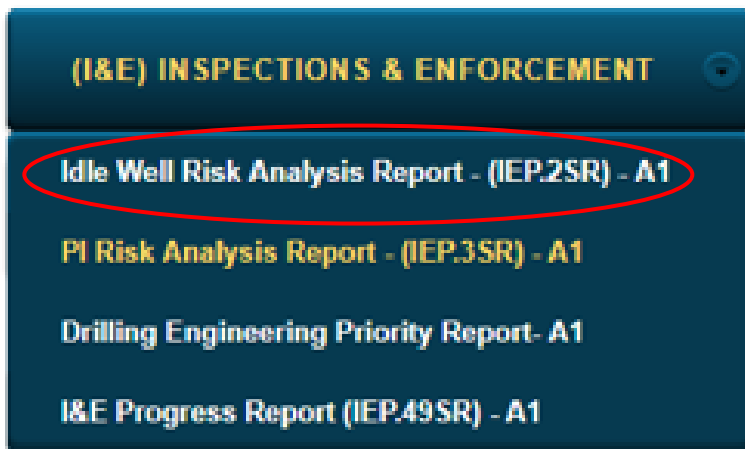 (I&E) INSPECTIONS & ENFORCEMENT
Idle Well Risk Analysis Report - (IEP.2SR) - A1
PI Risk Analysis Report - (IEP.3SR) - A1
Drilling Engineering Priority Report- A1
I&E Progress Report (IEP.49SR) - A1